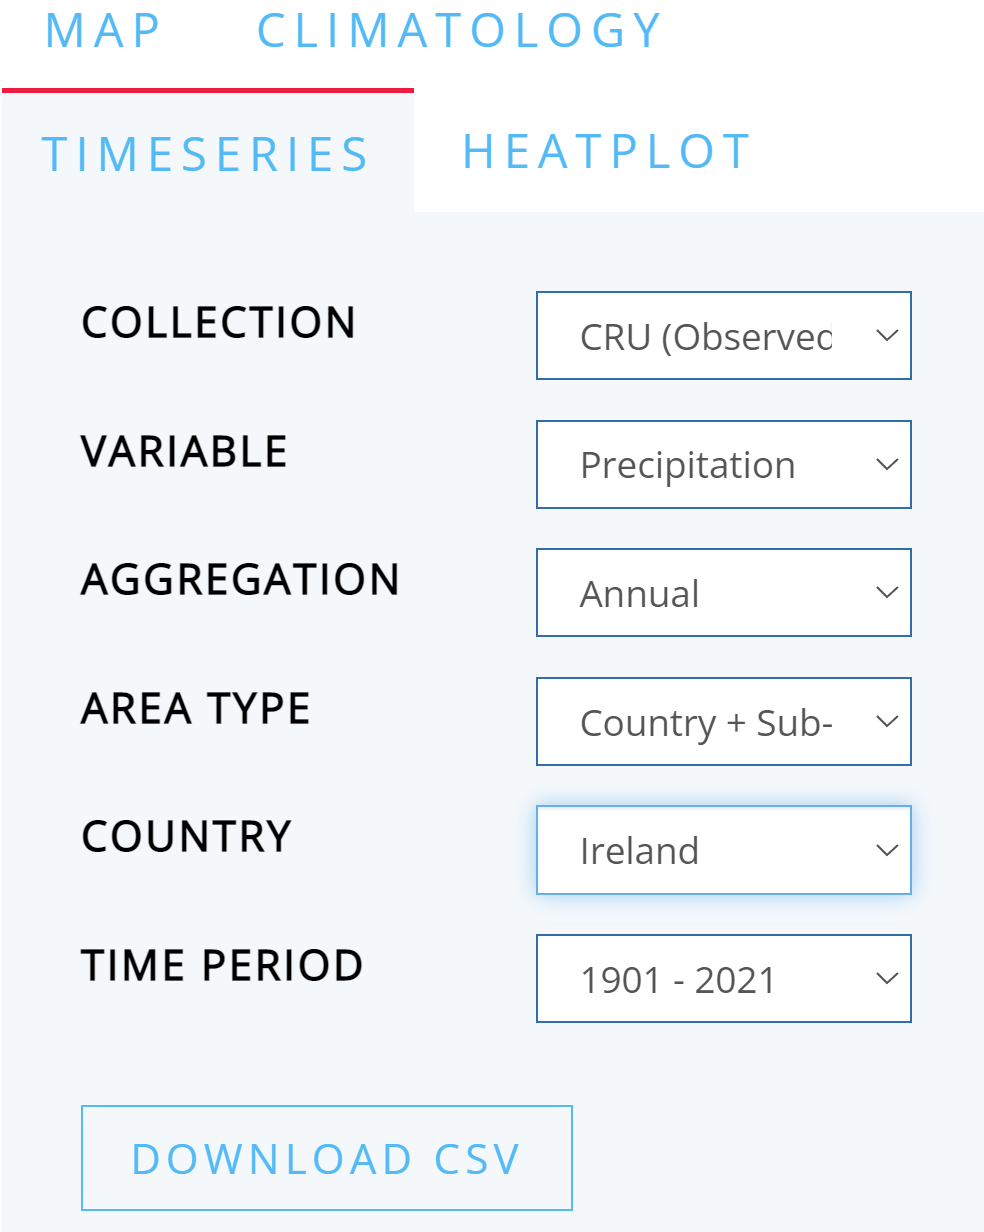 MAP CLIMATOLOGY
TIMESERIES HEATPLOT
COLLECTION CRU (Observed
VARIABLE Precipitation
AGGREGATION Annual
AREA TYPE Country + Sub-
COUNTRY Ireland
TIME PERIOD 1901 - 2021
DOWNLOAD CSV